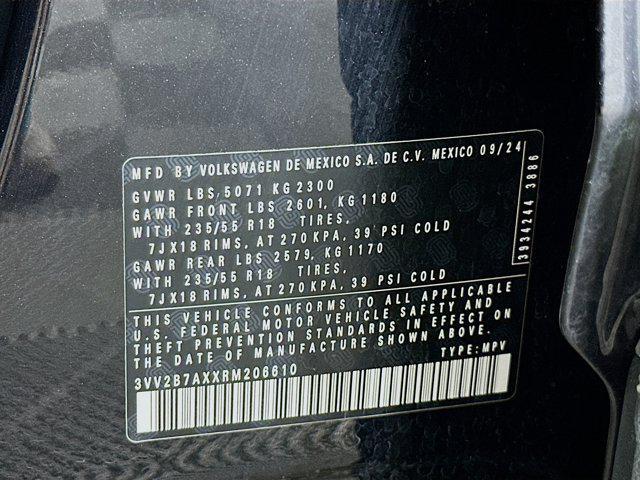 MFD BY VOLKSWAGEN DE MEXICO S.A. DE C.V. MEXICO 09/24
GVWR LBS. 5071 KG 2300
GAWR FRONT LBS 2601, KG 1180
WITH 235/55 R18 TIRES,
7JX18 RIMS, AT 270 KPA, 39 PSI COLD
GAWR REAR LBS 2579, KG 1170
WITH 235/55 R18 TIRES,
7JX18 RIMS, AT 270 KPA, 39 PSI COLD
THIS VEHICLE CONFORMS TO ALL APPLICABLE
U.S. FEDERAL MOTOR VEHICLE SAFETY AND
THEFT PREVENTION STANDARDS IN EFFECT ON
THE DATE OF MANUFACTURE SHOWN ABOVE.
3VV2B7AXXRM206610 TYPE: MPV
3934244 3886